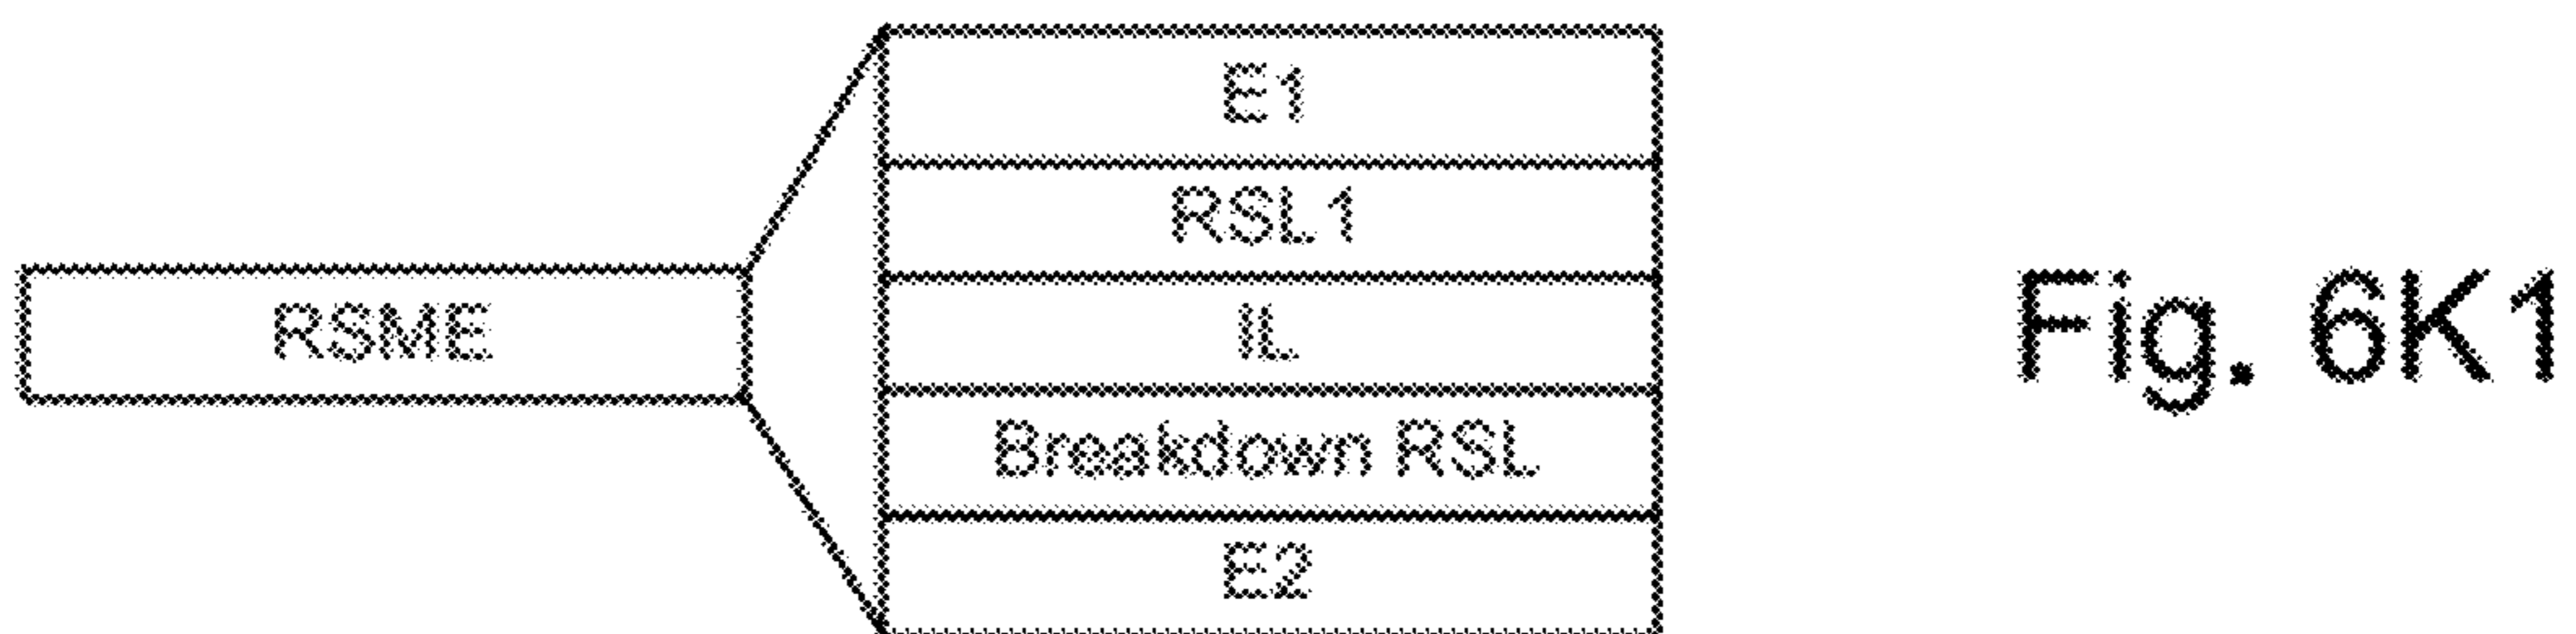 E1
RSL1
RSME
IL
Breakdown RSL
E2
Fig. 6K1